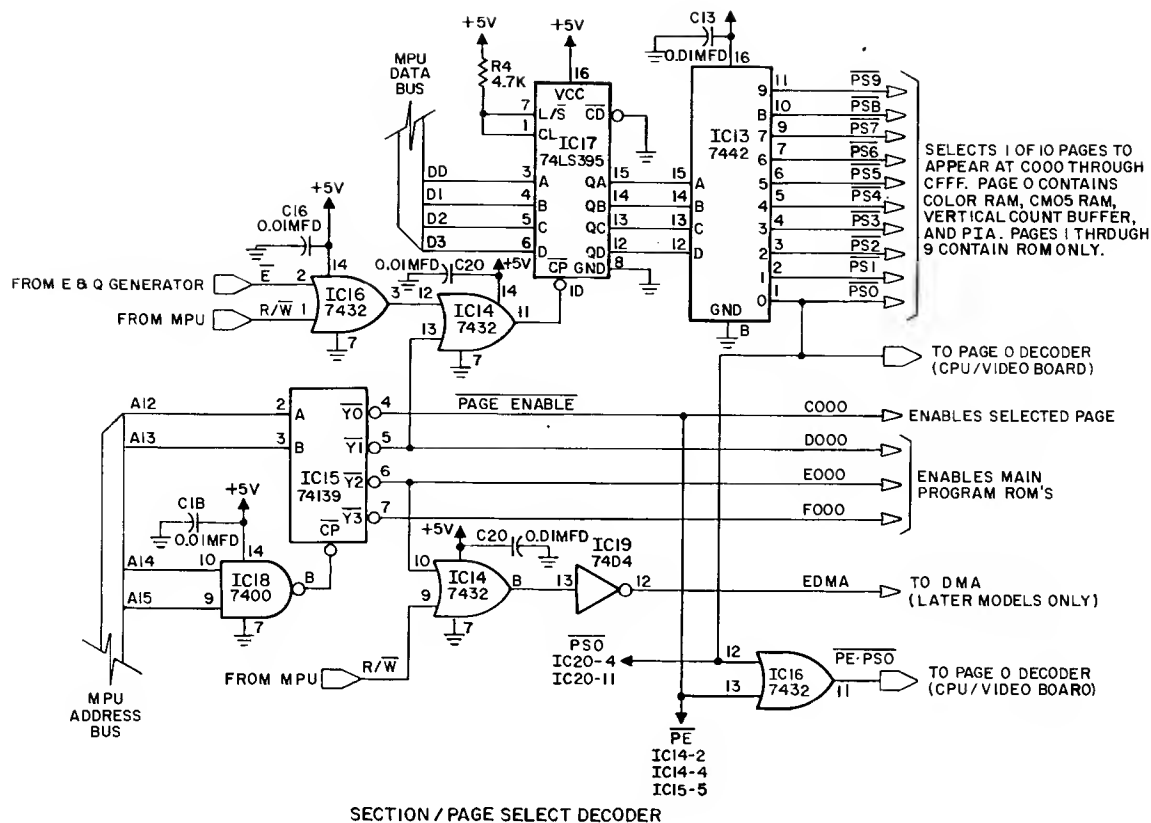 +5V
+5V
C13
0.01MFD
16
MPU
DATA
BUS
R4
4.7K
16
VCC
7
L/S
CD
1
CL
IC17
74LS395
DD
3
A
QA
15
D1
4
B
QB
14
D2
5
C
QC
13
D3
6
D
QD
12
CP
GND
8
10
IC13
7442
15
A
14
B
13
C
12
D
GND
8
9
11
PS9
8
10
PS8
7
9
PS7
6
7
PS6
5
6
PS5
4
5
PS4
3
4
PS3
2
3
PS2
1
2
PS1
0
1
PS0
SELECTS 1 OF 10 PAGES TO
APPEAR AT C000 THROUGH
CFFF. PAGE 0 CONTAINS
COLOR RAM, CMOS RAM,
VERTICAL COUNT BUFFER,
AND PIA. PAGES 1 THROUGH
9 CONTAIN ROM ONLY.
+5V
C16
0.01MFD
14
FROM E & Q GENERATOR
E
2
FROM MPU
R/W
1
IC16
7432
3
7
0.01MFD
C20
+5V
14
12
13
IC14
7432
11
7
TO PAGE 0 DECODER
(CPU/VIDEO BOARD)
A12
2
A
A13
3
B
IC15
74139
Y0
4
PAGE ENABLE
C000
ENABLES SELECTED PAGE
Y1
5
D000
Y2
6
E000
Y3
7
F000
ENABLES MAIN
PROGRAM ROM'S
CP
C18
0.01MFD
+5V
14
A14
10
A15
9
IC18
7400
8
7
+5V
C20
0.01MFD
10
9
IC14
7432
8
7
IC19
74D4
13
12
EDMA
TO DMA
(LATER MODELS ONLY)
FROM MPU
R/W
MPU
ADDRESS
BUS
PS0
IC20-4
IC20-11
12
13
IC16
7432
11
PE·PS0
TO PAGE 0 DECODER
(CPU/VIDEO BOARD)
PE
IC14-2
IC14-4
IC15-5
SECTION / PAGE SELECT DECODER